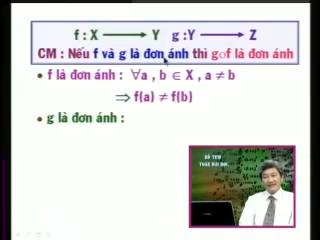 f : X ⟶ Y g : Y ⟶ Z
CM : Nếu f và g là đơn ánh thì gof là đơn ánh
• f là đơn ánh : ∀a , b ∈ X , a ≠ b
⇒ f(a) ≠ f(b)
• g là đơn ánh :